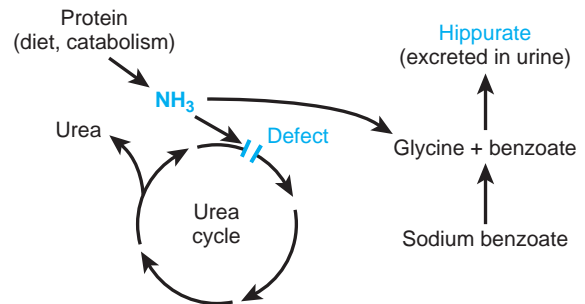 Protein
(diet, catabolism)
NH₃
Urea
Defect
Urea
cycle
Hippurate
(excreted in urine)
Glycine + benzoate
Sodium benzoate